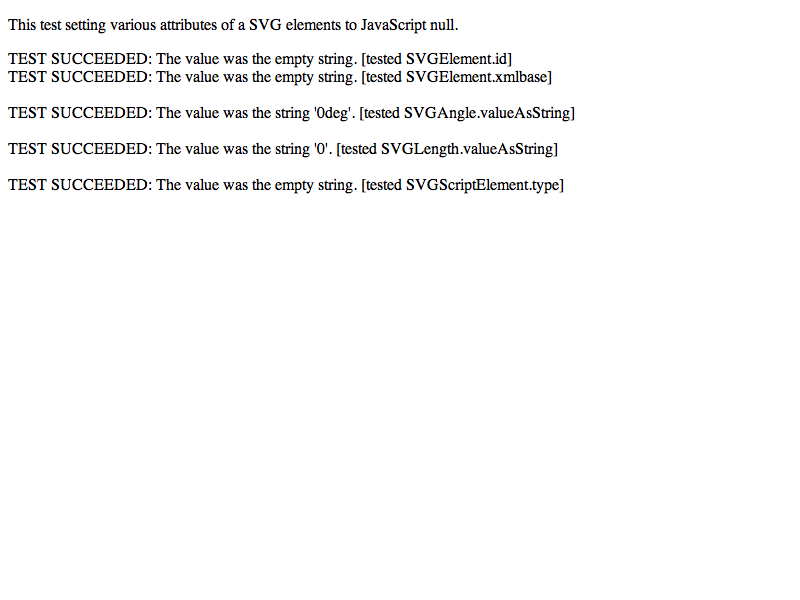 This test setting various attributes of a SVG elements to JavaScript null.
TEST SUCCEEDED: The value was the empty string. [tested SVGElement.id]
TEST SUCCEEDED: The value was the empty string. [tested SVGElement.xmlbase]
TEST SUCCEEDED: The value was the string '0deg'. [tested SVGAngle.valueAsString]
TEST SUCCEEDED: The value was the string '0'. [tested SVGLength.valueAsString]
TEST SUCCEEDED: The value was the empty string. [tested SVGScriptElement.type]